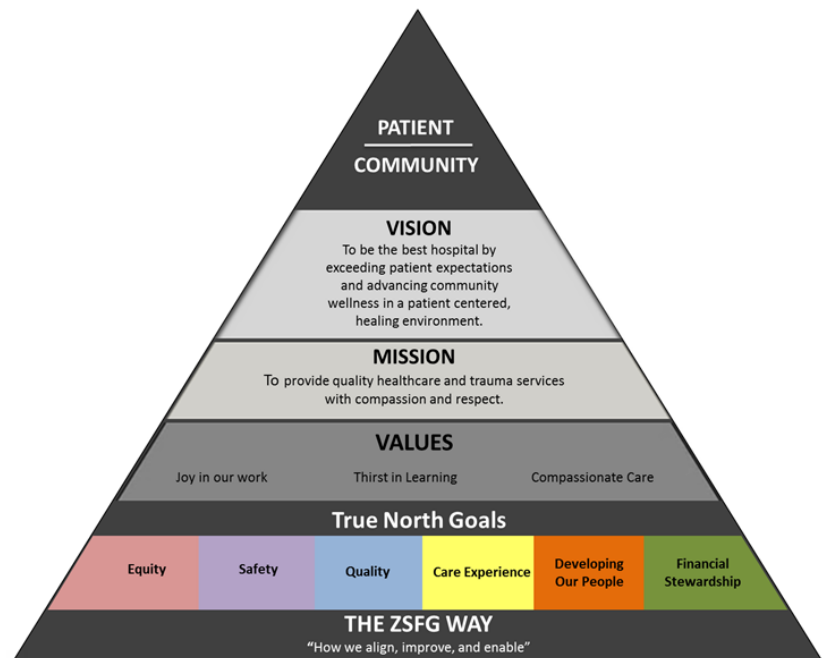 PATIENT
COMMUNITY
VISION
To be the best hospital by
exceeding patient expectations
and advancing community
wellness in a patient centered,
healing environment.
MISSION
To provide quality healthcare and trauma services
with compassion and respect.
VALUES
Joy in our work Thirst in Learning Compassionate Care
True North Goals
Equity Safety Quality Care Experience Developing Our People Financial Stewardship
THE ZSFG WAY
“How we align, improve, and enable”